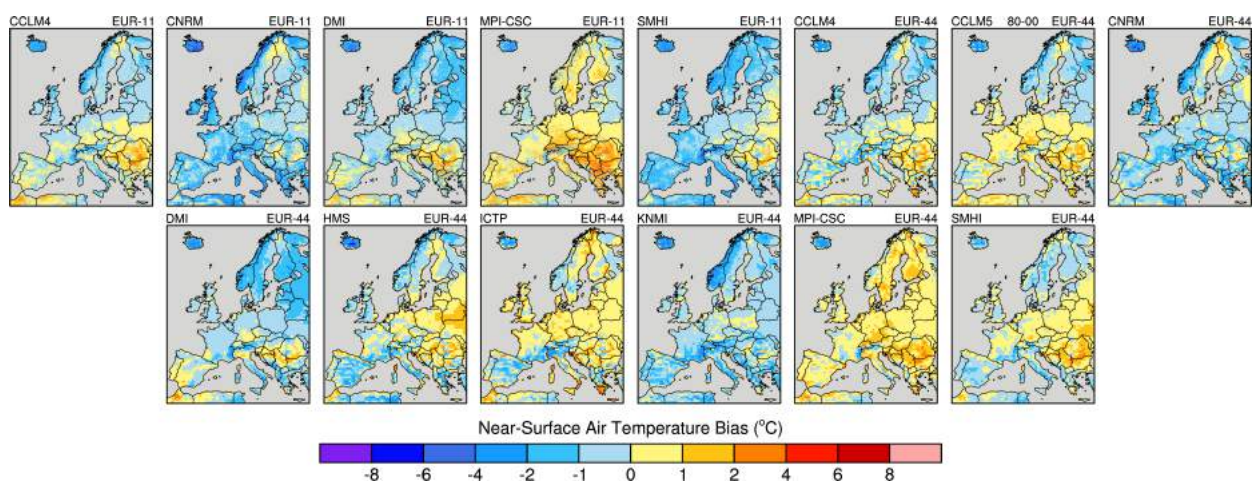 CCLM4 EUR-11 CNRM EUR-11 DMI EUR-11 MPI-CSC EUR-11 SMHI EUR-11 CCLM4 EUR-44 CCLM5 80-00 EUR-44 CNRM EUR-44
DMI EUR-44 HMS EUR-44 ICTP EUR-44 KNMI EUR-44 MPI-CSC EUR-44 SMHI EUR-44
Near-Surface Air Temperature Bias (°C)
-8 -6 -4 -2 -1 0 1 2 4 6 8